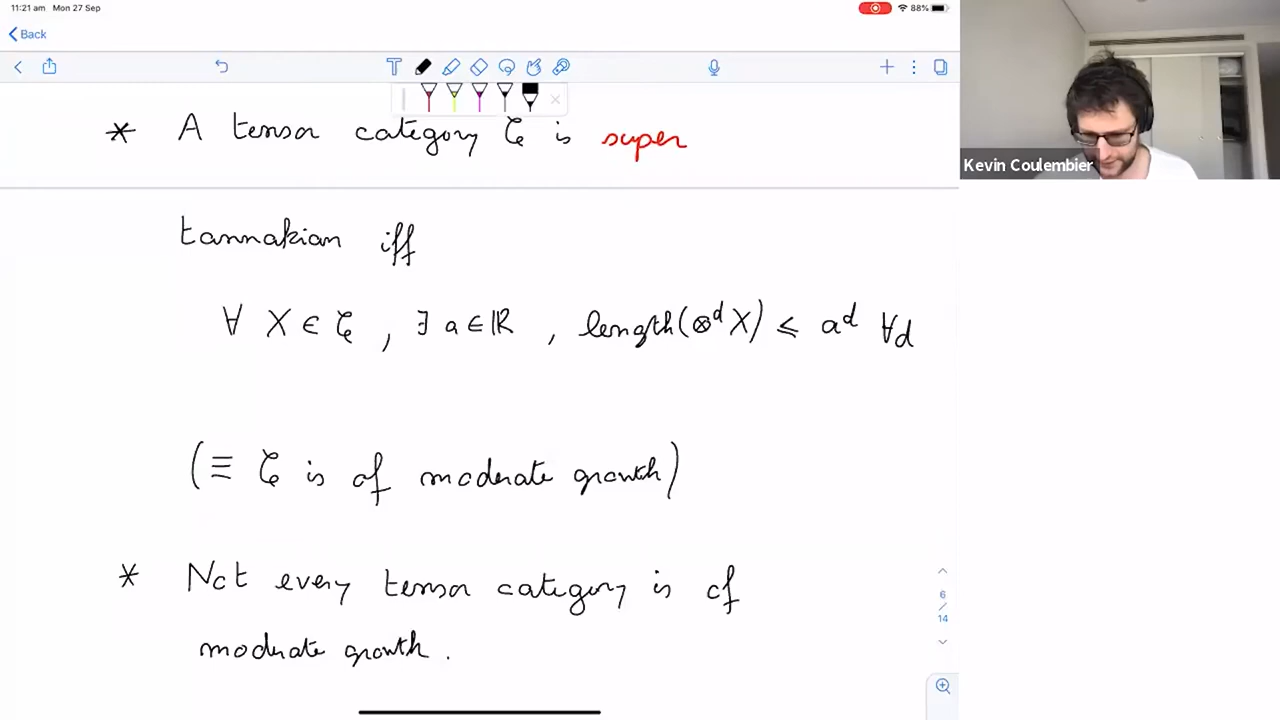 11:21 am Mon 27 Sep
88%
Back
* A tensor category 𝒞 is super
Kevin Coulembier
tannakian iff
∀ X ∈ 𝒞 , ∃ a ∈ ℝ , length(⊗ᵈ X) ⩽ aᵈ ∀d
(≡ 𝒞 is of moderate growth)
* Not every tensor category is of
moderate growth .
6
/
14